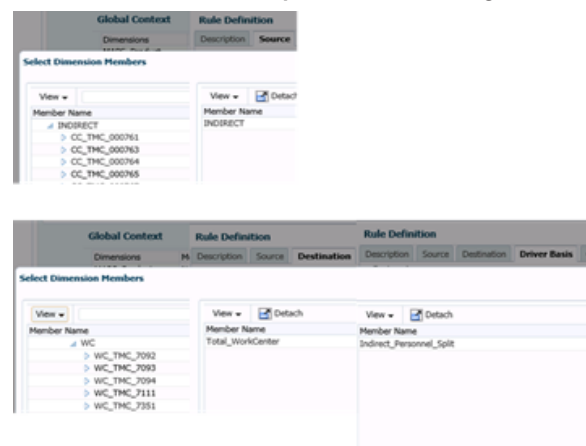 Global Context Rule Definition
Dimensions Description Source
Select Dimension Members
View View Detach
Member Name Member Name
INDIRECT INDIRECT
CC_TMC_000761
CC_TMC_000763
CC_TMC_000764
CC_TMC_000765
Global Context Rule Definition Rule Definition
Dimensions M Description Source Destination Description Source Destination Driver Basis
Select Dimension Members
View View Detach View Detach
Member Name Member Name Member Name
WC Total_WorkCenter Indirect_Personnel_Split
WC_TMC_7092
WC_TMC_7093
WC_TMC_7094
WC_TMC_7111
WC_TMC_7351